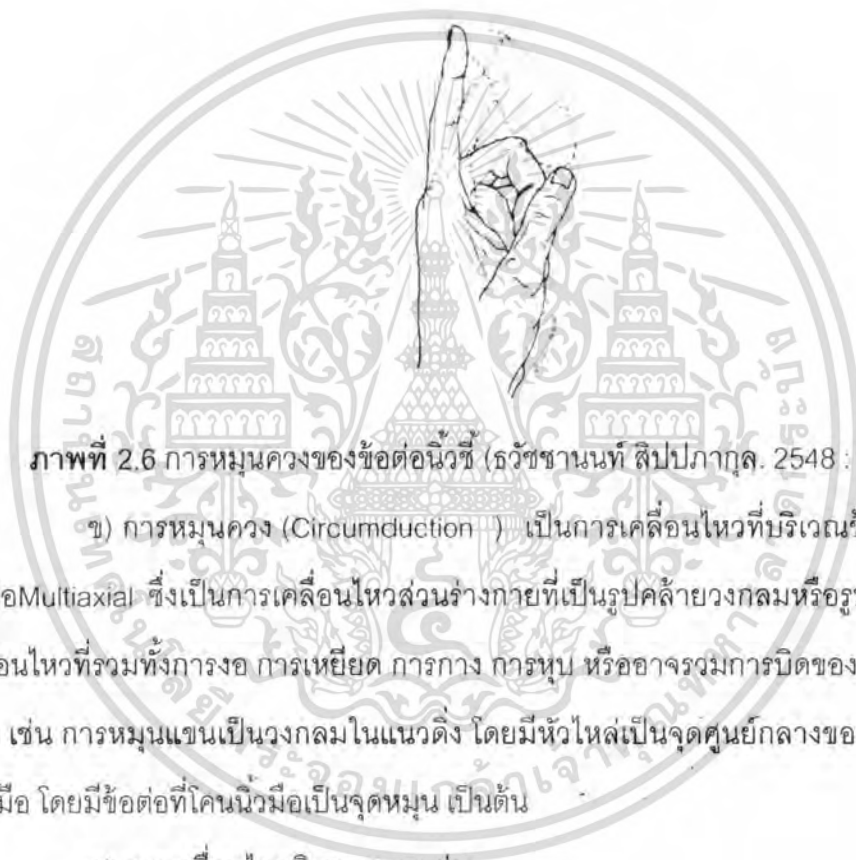 ภาพที่ 2.6 การหมุนควงของข้อต่อนิ้วชี้ (ธวัชชานนท์ สิปปภากุล. 2548 :
ข) การหมุนควง (Circumduction ) เป็นการเคลื่อนไหวที่บริเวณข้
อMultiaxial ซึ่งเป็นการเคลื่อนไหวส่วนร่างกายที่เป็นรูปคล้ายวงกลมหรือรูป
อนไหวที่รวมทั้งการงอ การเหยียด การกาง การหุบ หรืออาจรวมการบิดของ
เช่น การหมุนแขนเป็นวงกลมในแนวดิ่ง โดยมีหัวไหล่เป็นจุดศูนย์กลางของ
มือ โดยมีข้อต่อที่โคนนิ้วมือเป็นจุดหมุน เป็นต้น